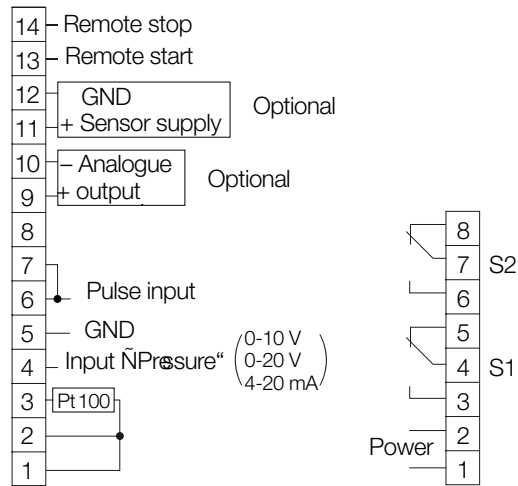 14 Remote stop
13 Remote start
12 GND
11 + Sensor supply
Optional
10 – Analogue
9 + output
Optional
8
7
6 Pulse input
5 GND
4 Input ÑPressure“
0-10 V
0-20 V
4-20 mA
3 Pt100
2
1
8
7 S2
6
5
4 S1
3
Power 2
1